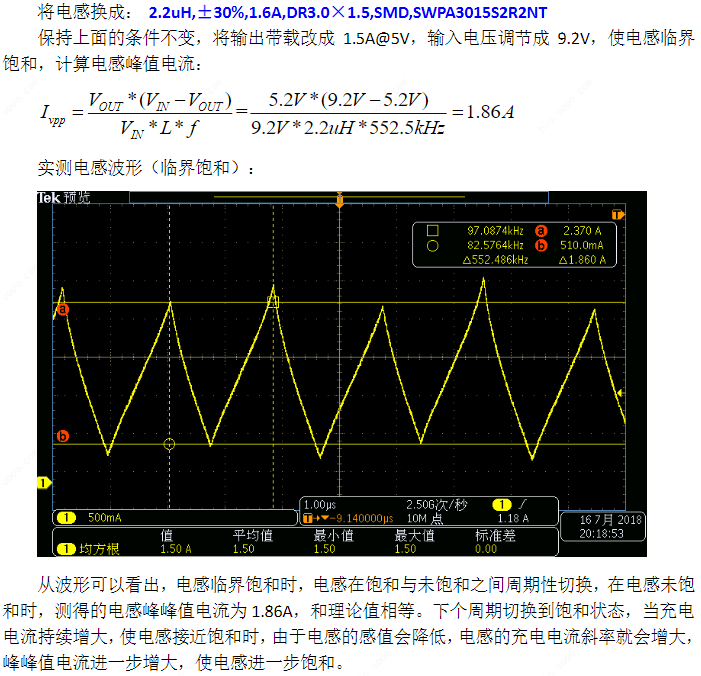 将电感换成： 2.2uH,±30%,1.6A,DR3.0×1.5,SMD,SWPA3015S2R2NT
保持上面的条件不变，将输出带载改成 1.5A@5V，输入电压调节成 9.2V，使电感临界
饱和，计算电感峰值电流：
I_vpp = V_OUT*(V_IN－V_OUT) / V_IN*L*f = 5.2V*(9.2V－5.2V) / 9.2V*2.2uH*552.5kHz = 1.86A
实测电感波形（临界饱和）：
Tek 预览
T
97.0874kHz a 2.370 A
82.5764kHz b 510.0mA
△552.486kHz △1.860 A
a
b
1
1 500mA
1.00µs 2.50G次/秒 1
T→▼-9.140000µs 10M 点 1.18 A
16 7月 2018
20:18:53
值 平均值 最小值 最大值 标准差
1 均方根 1.50 A 1.50 1.50 1.50 0.00
从波形可以看出，电感临界饱和时，电感在饱和与未饱和之间周期性切换，在电感未饱
和时，测得的电感峰峰值电流为 1.86A，和理论值相等。下个周期切换到饱和状态，当充电
电流持续增大，使电感接近饱和时，由于电感的感值会降低，电感的充电电流斜率就会增大，
峰峰值电流进一步增大，使电感进一步饱和。